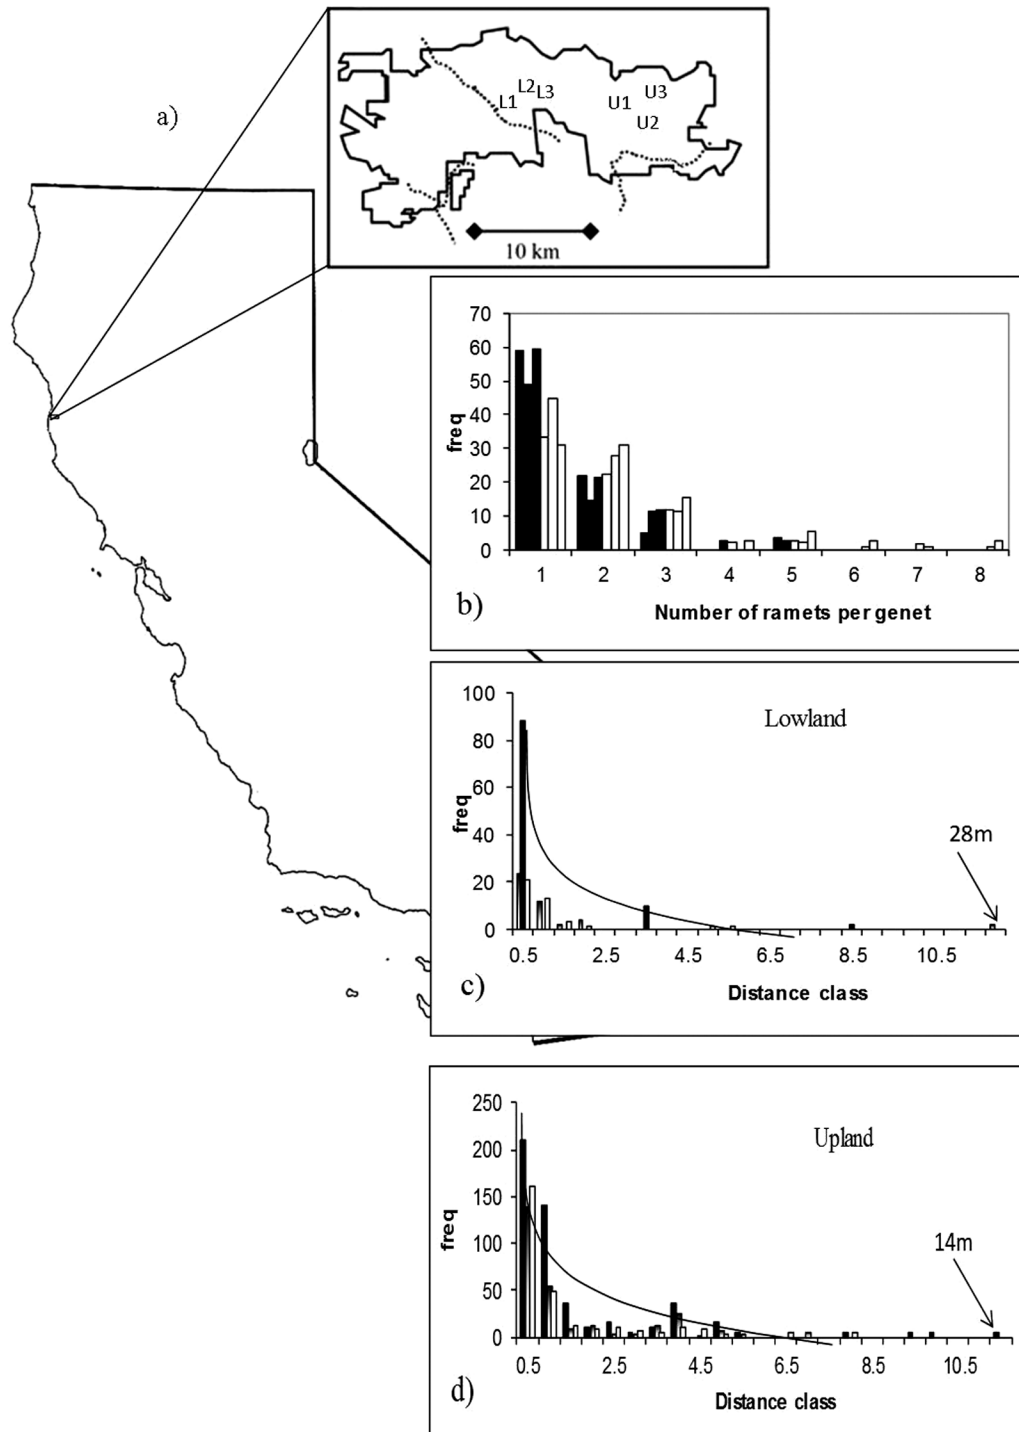 a)
L1 L2 L3 U1 U3
U2
10 km
70
60
50
40
30
20
10
0
freq
1 2 3 4 5 6 7 8
Number of ramets per genet
b)
Lowland
100
80
60
40
20
0
freq
28m
0.5 2.5 4.5 6.5 8.5 10.5
Distance class
c)
Upland
250
200
150
100
50
0
freq
14m
0.5 2.5 4.5 6.5 8.5 10.5
Distance class
d)